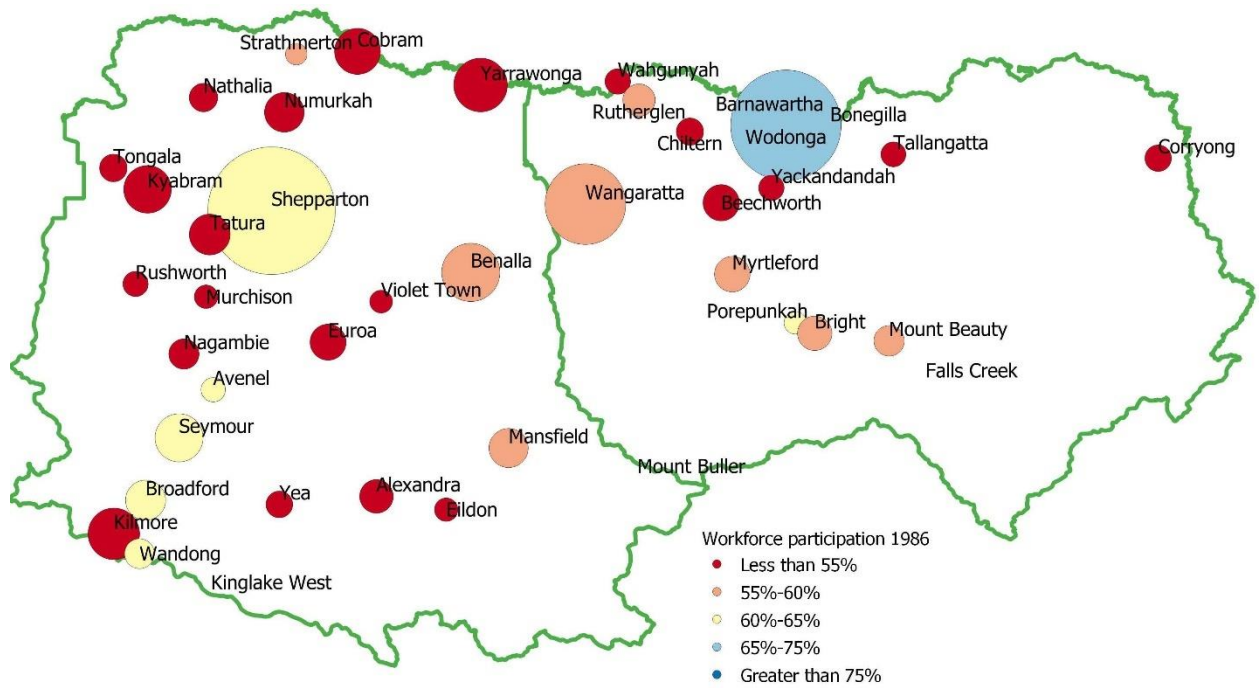 Strathmerton
Cobram
Nathalia
Numurkah
Yarrawonga
Wahgunyah
Rutherglen
Chiltern
Barnawartha
Bonegilla
Wodonga
Tallangatta
Corryong
Tongala
Kyabram
Shepparton
Wangaratta
Yackandandah
Beechworth
Tatura
Benalla
Myrtleford
Rushworth
Murchison
Violet Town
Porepunkah
Bright
Mount Beauty
Nagambie
Euroa
Avenel
Falls Creek
Seymour
Mansfield
Mount Buller
Broadford
Yea
Alexandra
Eildon
Kilmore
Wandong
Kinglake West
Workforce participation 1986
Less than 55%
55%-60%
60%-65%
65%-75%
Greater than 75%